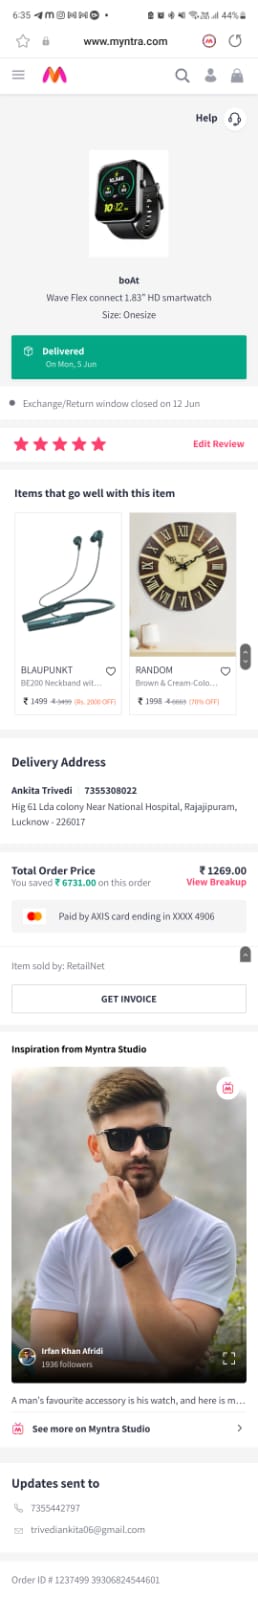 6:35
44%
www.myntra.com
Help
boAt
Wave Flex connect 1.83" HD smartwatch
Size: Onesize
Delivered
On Mon, 5 Jun
Exchange/Return window closed on 12 Jun
Edit Review
Items that go well with this item
BLAUPUNKT
BE200 Neckband wit...
₹ 1499 ₹ 3499 (Rs. 2000 OFF)
RANDOM
Brown & Cream-Colo...
₹ 1998 ₹ 6663 (70% OFF)
Delivery Address
Ankita Trivedi 7355308022
Hig 61 Lda colony Near National Hospital, Rajajipuram,
Lucknow - 226017
Total Order Price ₹ 1269.00
You saved ₹ 6731.00 on this order View Breakup
Paid by AXIS card ending in XXXX 4906
Item sold by: RetailNet
GET INVOICE
Inspiration from Myntra Studio
Irfan Khan Afridi
1936 followers
A man's favourite accessory is his watch, and here is m...
See more on Myntra Studio
Updates sent to
7355442797
trivediankita06@gmail.com
Order ID # 1237499 39306824544601